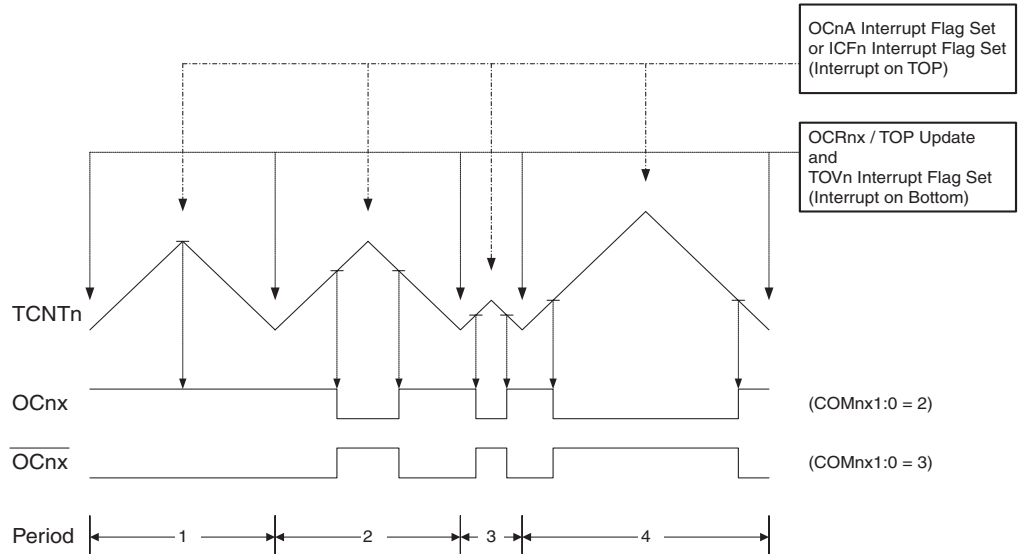 OCnA Interrupt Flag Set
or ICFn Interrupt Flag Set
(Interrupt on TOP)
OCRnx / TOP Update
and
TOVn Interrupt Flag Set
(Interrupt on Bottom)
TCNTn
OCnx
(COMnx1:0 = 2)
OCnx
(COMnx1:0 = 3)
Period
1
2
3
4